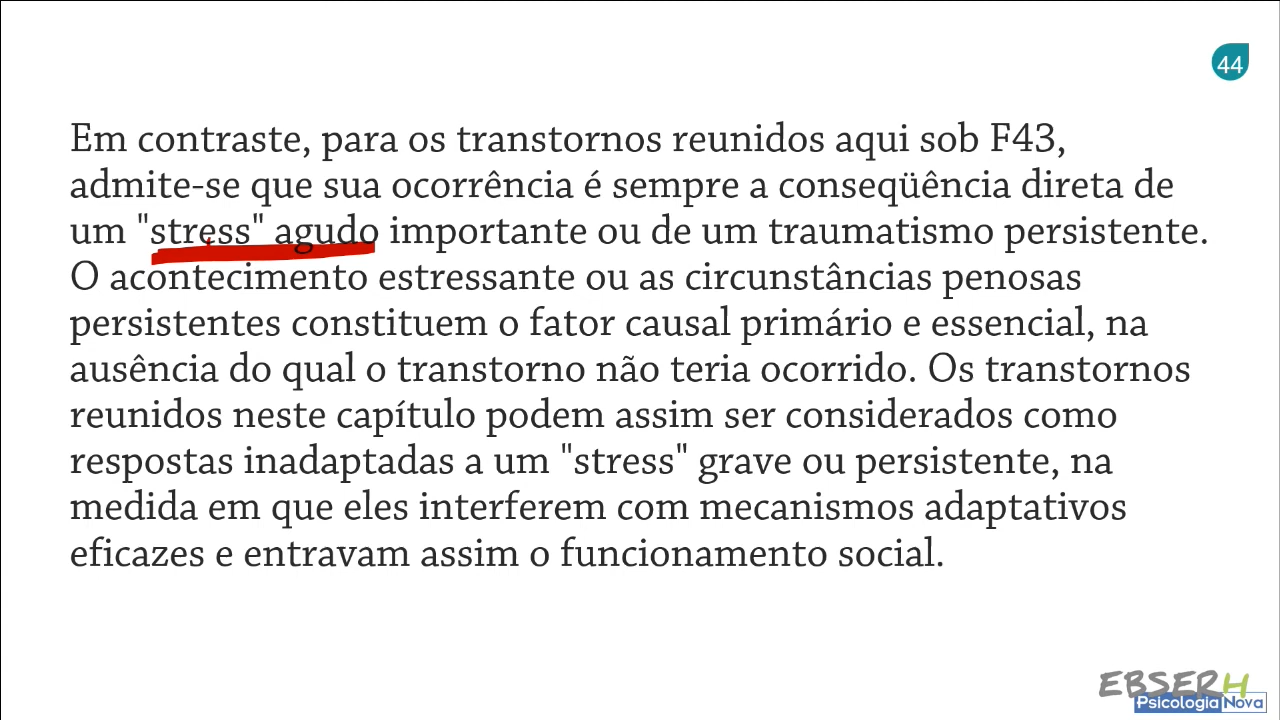 44
Em contraste, para os transtornos reunidos aqui sob F43,
admite-se que sua ocorrência é sempre a conseqüência direta de
um "stress" agudo importante ou de um traumatismo persistente.
O acontecimento estressante ou as circunstâncias penosas
persistentes constituem o fator causal primário e essencial, na
ausência do qual o transtorno não teria ocorrido. Os transtornos
reunidos neste capítulo podem assim ser considerados como
respostas inadaptadas a um "stress" grave ou persistente, na
medida em que eles interferem com mecanismos adaptativos
eficazes e entravam assim o funcionamento social.
EBSERH
Psicologia Nova